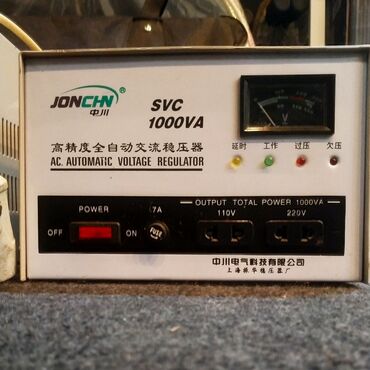 JONCHN®
中川
SVC
1000VA
V
高精度全自动交流稳压器
AC. AUTOMATIC VOLTAGE REGULATOR
延时 工作 过压 欠压
POWER
OFF ON
7A
FUSE
OUTPUT TOTAL POWER 1000VA
110V 220V
中川电气科技有限公司
上海振华稳压器厂